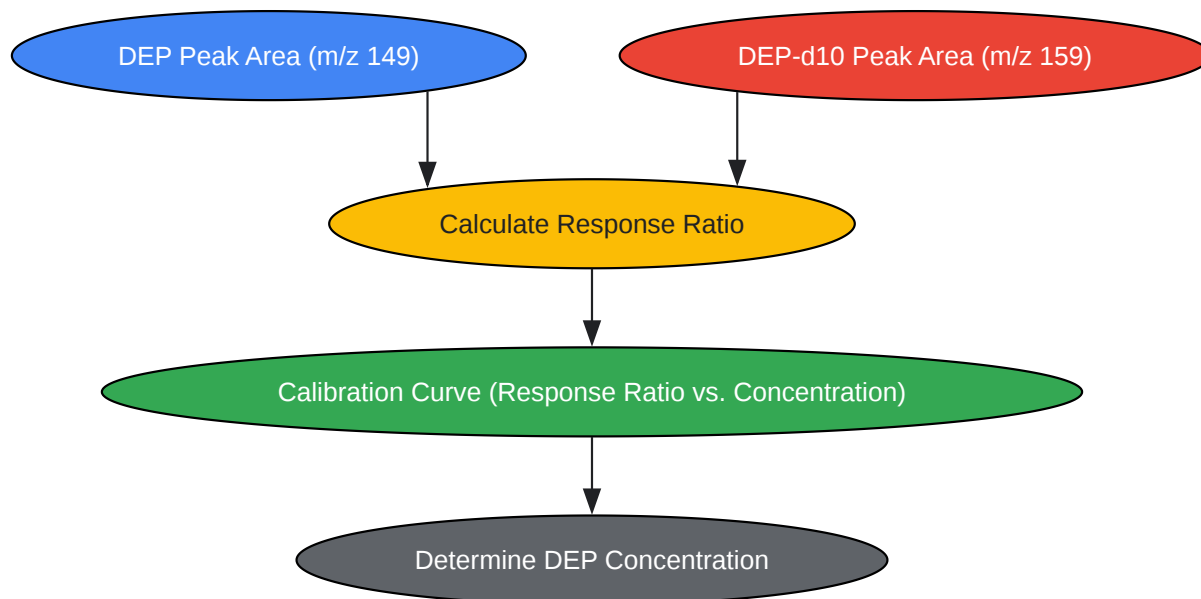 DEP Peak Area (m/z 149)
DEP-d10 Peak Area (m/z 159)
Calculate Response Ratio
Calibration Curve (Response Ratio vs. Concentration)
Determine DEP Concentration